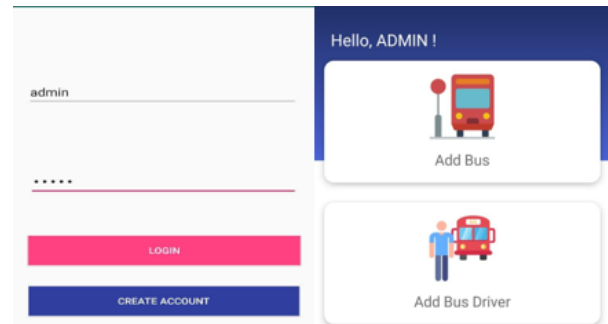 admin
•••••
LOGIN
CREATE ACCOUNT
Hello, ADMIN !
Add Bus
Add Bus Driver